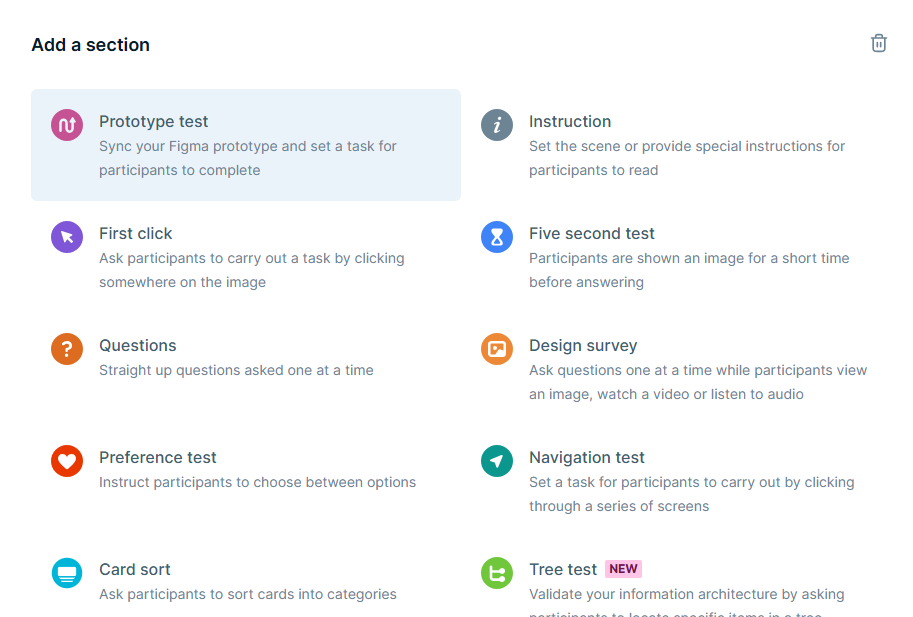 Add a section
Prototype test
Sync your Figma prototype and set a task for
participants to complete
Instruction
Set the scene or provide special instructions for
participants to read
First click
Ask participants to carry out a task by clicking
somewhere on the image
Five second test
Participants are shown an image for a short time
before answering
Questions
Straight up questions asked one at a time
Design survey
Ask questions one at a time while participants view
an image, watch a video or listen to audio
Preference test
Instruct participants to choose between options
Navigation test
Set a task for participants to carry out by clicking
through a series of screens
Card sort
Ask participants to sort cards into categories
Tree test NEW
Validate your information architecture by asking
participants to locate specific items in a tree